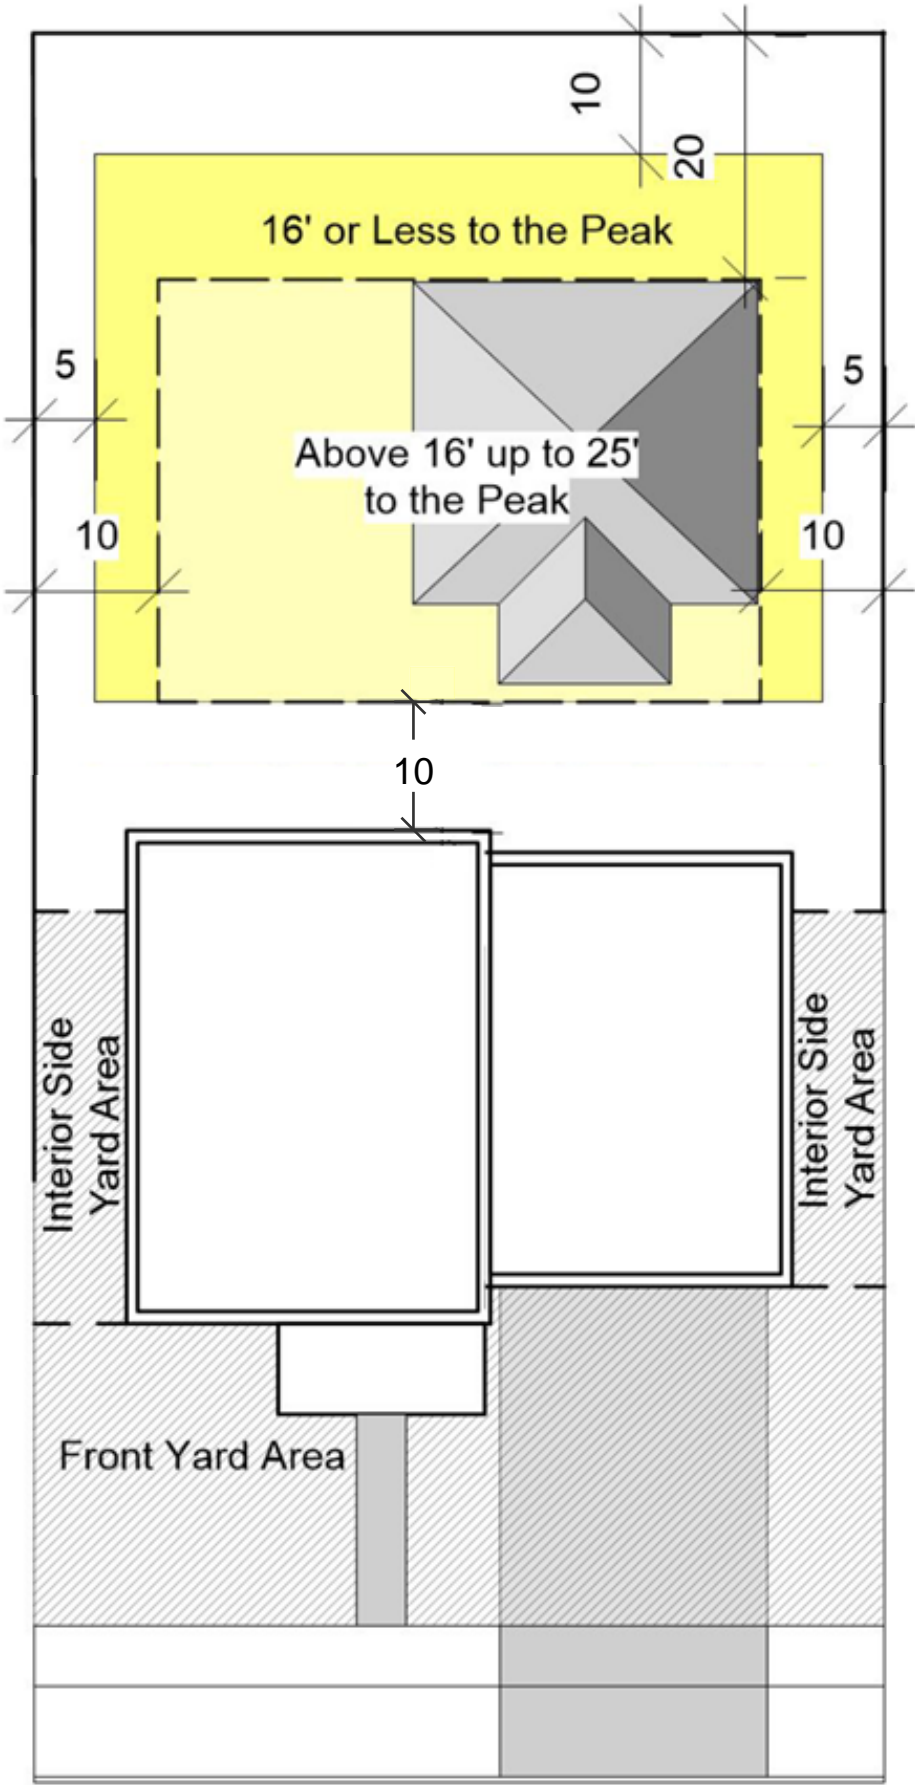 10
20
16' or Less to the Peak
5
5
Above 16' up to 25'
to the Peak
10
10
10
Interior Side
Yard Area
Interior Side
Yard Area
Front Yard Area